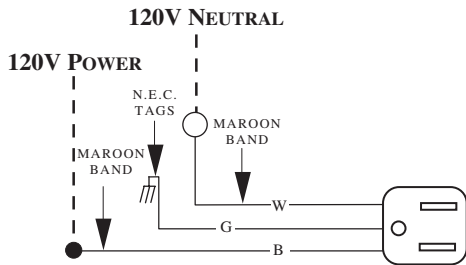 120V NEUTRAL
120V POWER
N.E.C.
TAGS
MAROON
BAND
MAROON
BAND
W
G
B